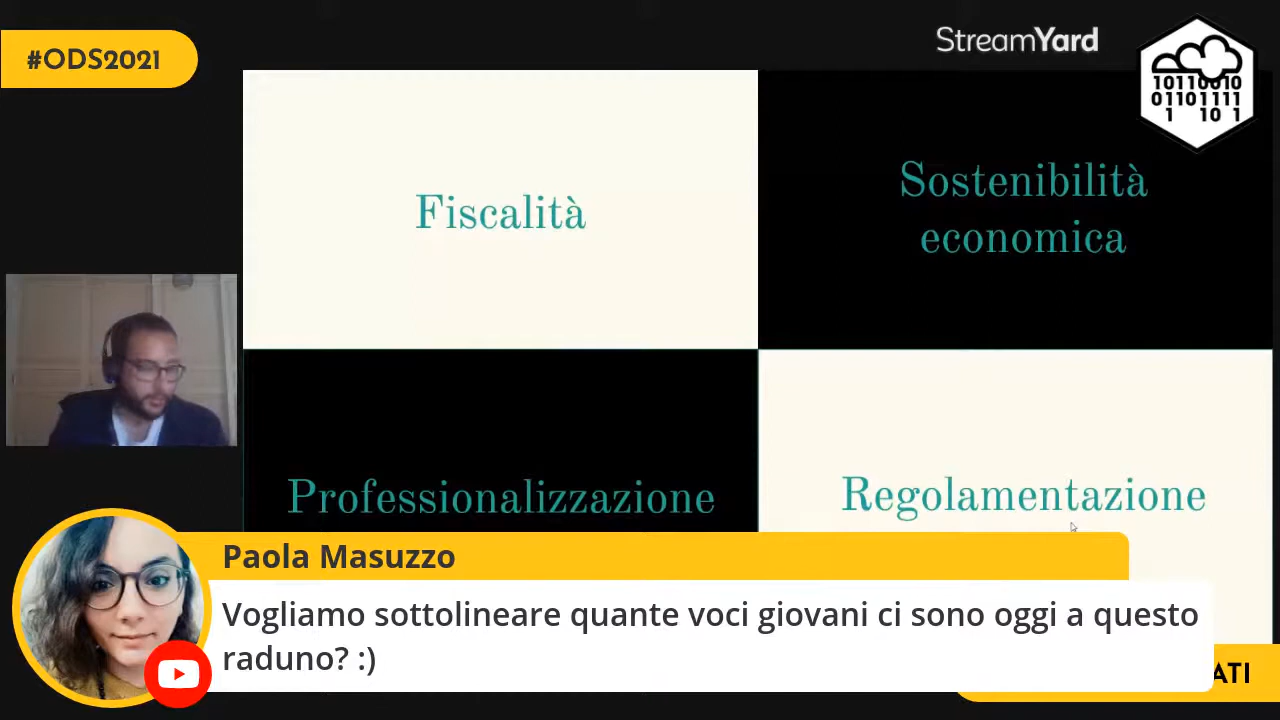 #ODS2021
StreamYard
10110010
01101111
1 10 1
Fiscalità
Sostenibilità
economica
Professionalizzazione
Regolamentazione
Paola Masuzzo
Vogliamo sottolineare quante voci giovani ci sono oggi a questo
raduno? :)
ATI